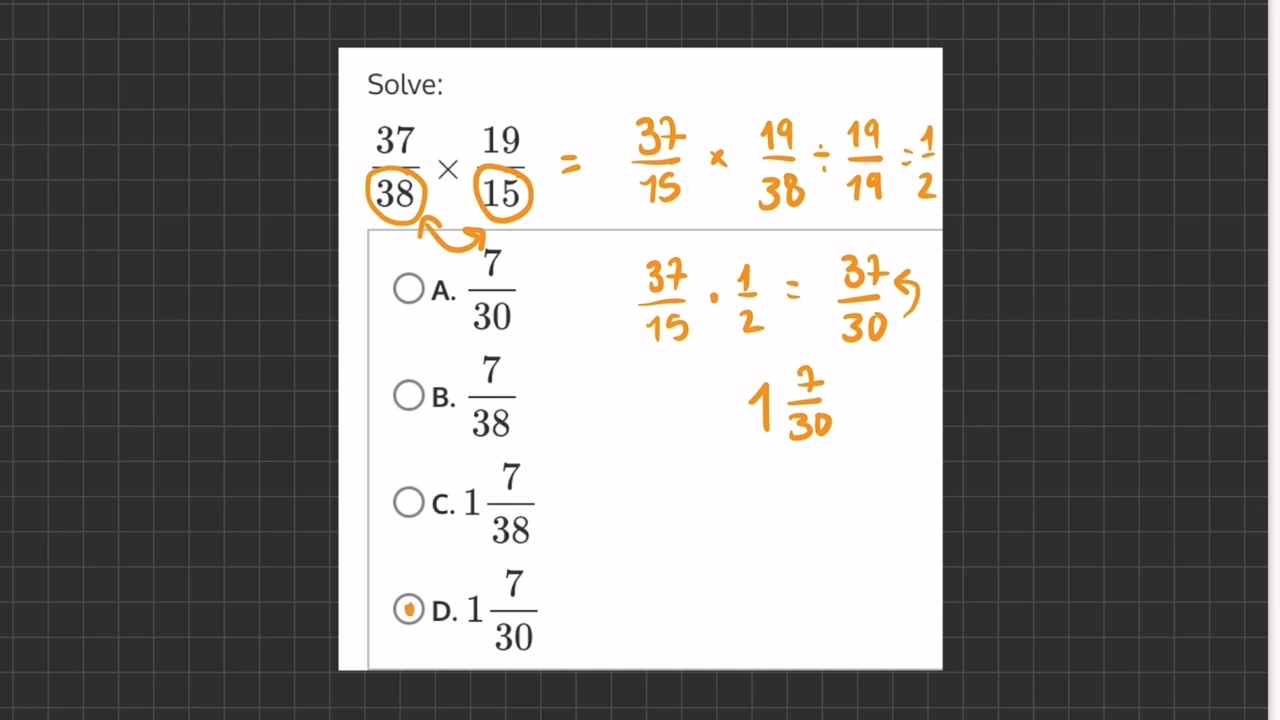 Solve:
37/38 × 19/15 = 37/15 × 19/38 ÷ 19/19 = 1/2
A. 7/30
37/15 · 1/2 = 37/30
B. 7/38
1 7/30
C. 1 7/38
D. 1 7/30